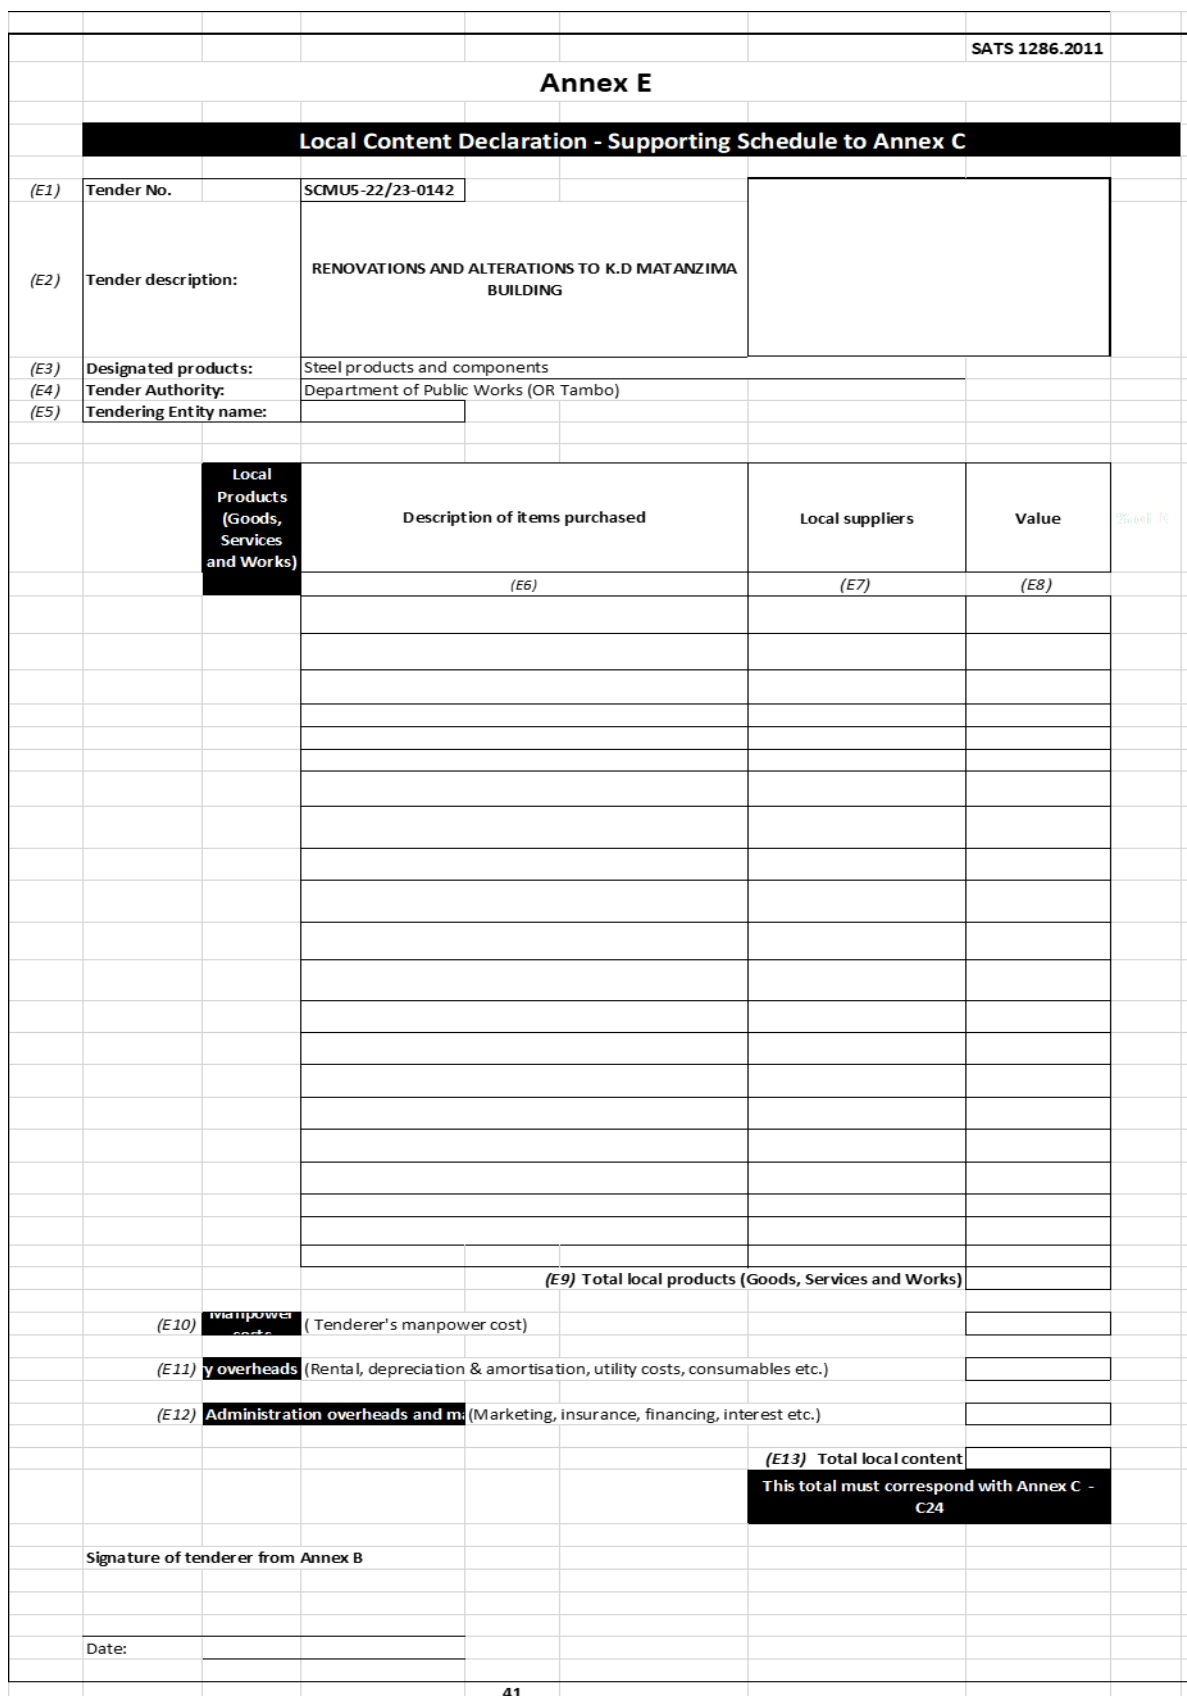 SATS 1286.2011
Annex E
Local Content Declaration - Supporting Schedule to Annex C
(E1) Tender No. SCMU5-22/23-0142
(E2) Tender description: RENOVATIONS AND ALTERATIONS TO K.D MATANZIMA
BUILDING
(E3) Designated products: Steel products and components
(E4) Tender Authority: Department of Public Works (OR Tambo)
(E5) Tendering Entity name:
Local
Products
(Goods,
Services
and Works)
Description of items purchased Local suppliers Value
(E6) (E7) (E8)
(E9) Total local products (Goods, Services and Works)
(E10) Manpower costs ( Tenderer's manpower cost)
(E11) y overheads (Rental, depreciation & amortisation, utility costs, consumables etc.)
(E12) Administration overheads and ma (Marketing, insurance, financing, interest etc.)
(E13) Total local content
This total must correspond with Annex C -
C24
Signature of tenderer from Annex B
Date:
41